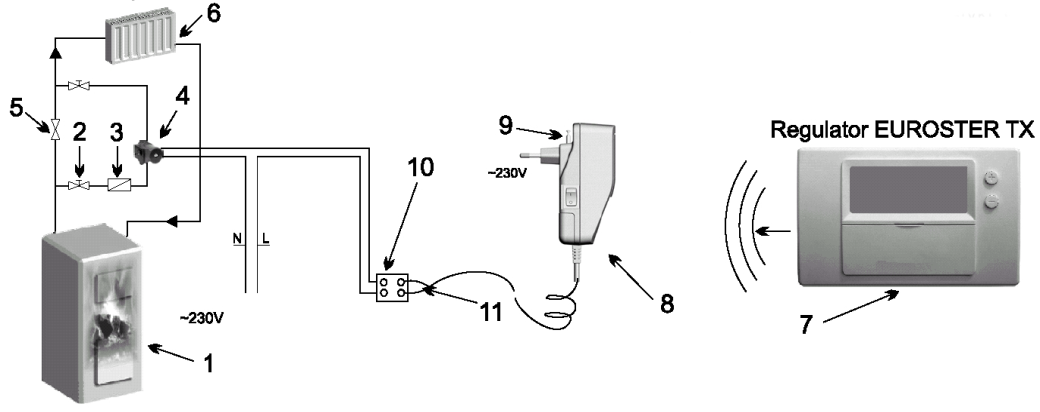 6
5
2
3
4
9
Regulator EUROSTER TX
~230V
10
N
L
11
8
7
~230V
1